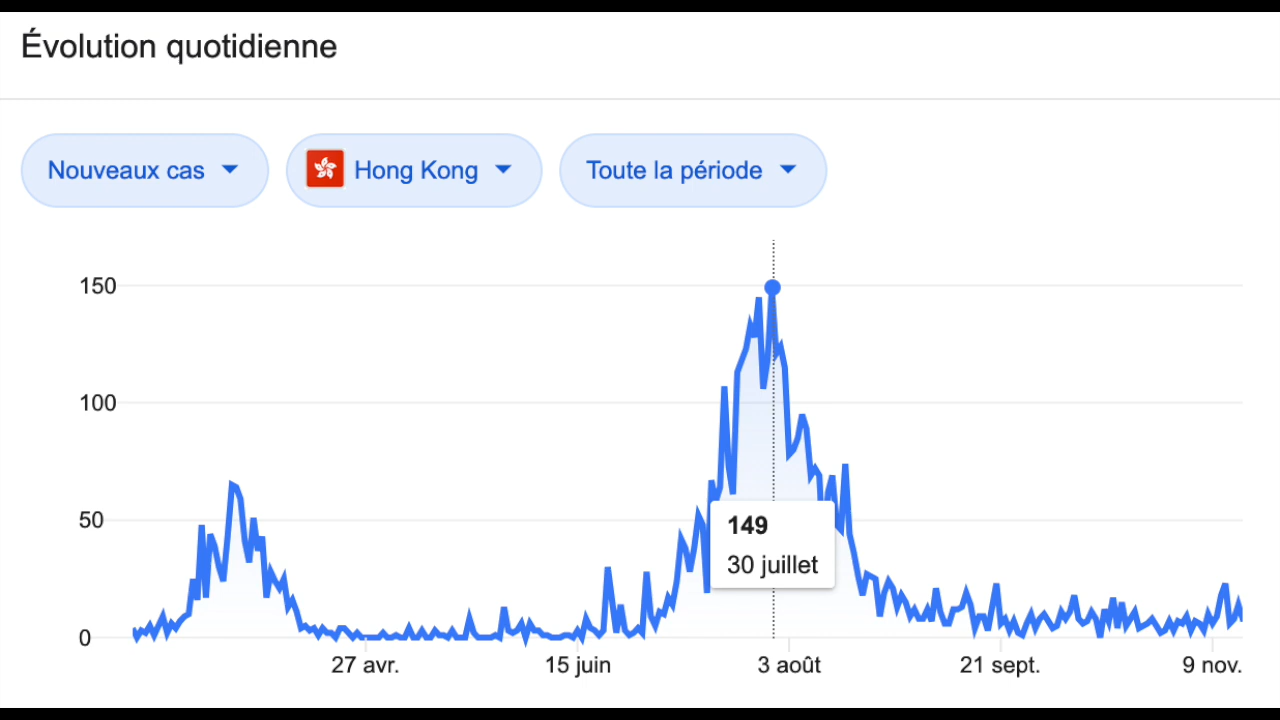 Évolution quotidienne
Nouveaux cas
Hong Kong
Toute la période
150
100
50
0
149
30 juillet
27 avr.
15 juin
3 août
21 sept.
9 nov.